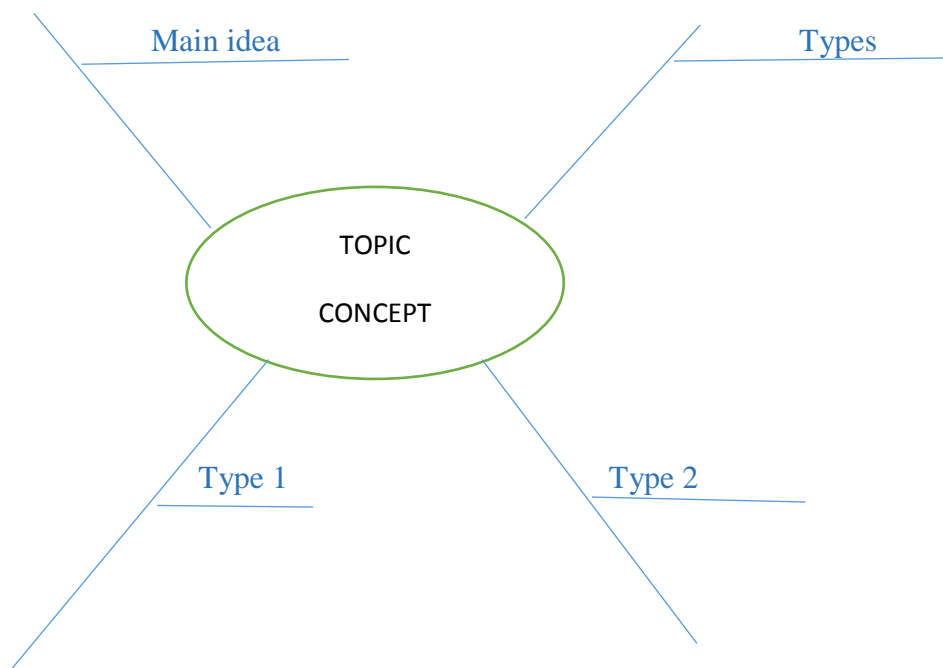 Main idea
Types
TOPIC
CONCEPT
Type 1
Type 2